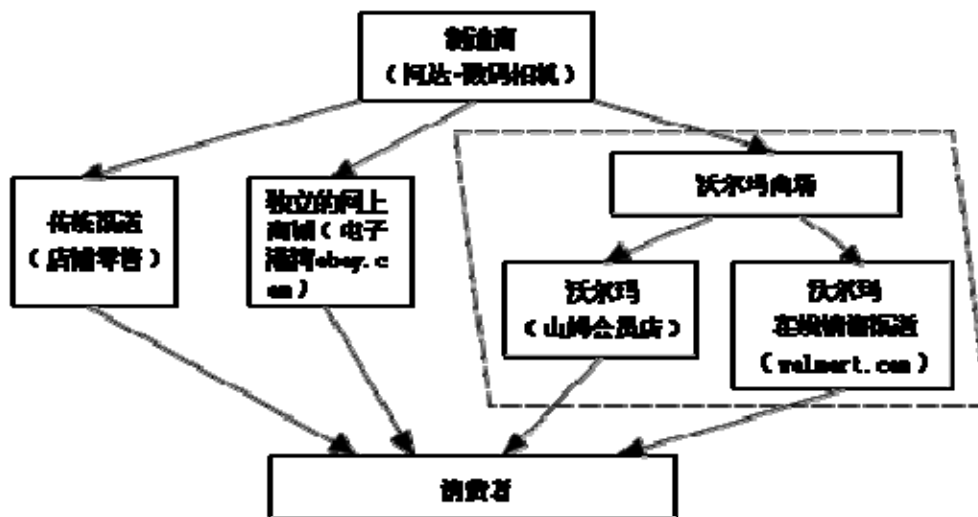 制造商
(柯达-数码相机)
沃尔玛商场
传统渠道
(店铺零售)
独立的网上
商铺(电子
港湾ebay.c
om)
沃尔玛
(山姆会员店)
沃尔玛
在线销售渠道
(walmart.com)
消费者